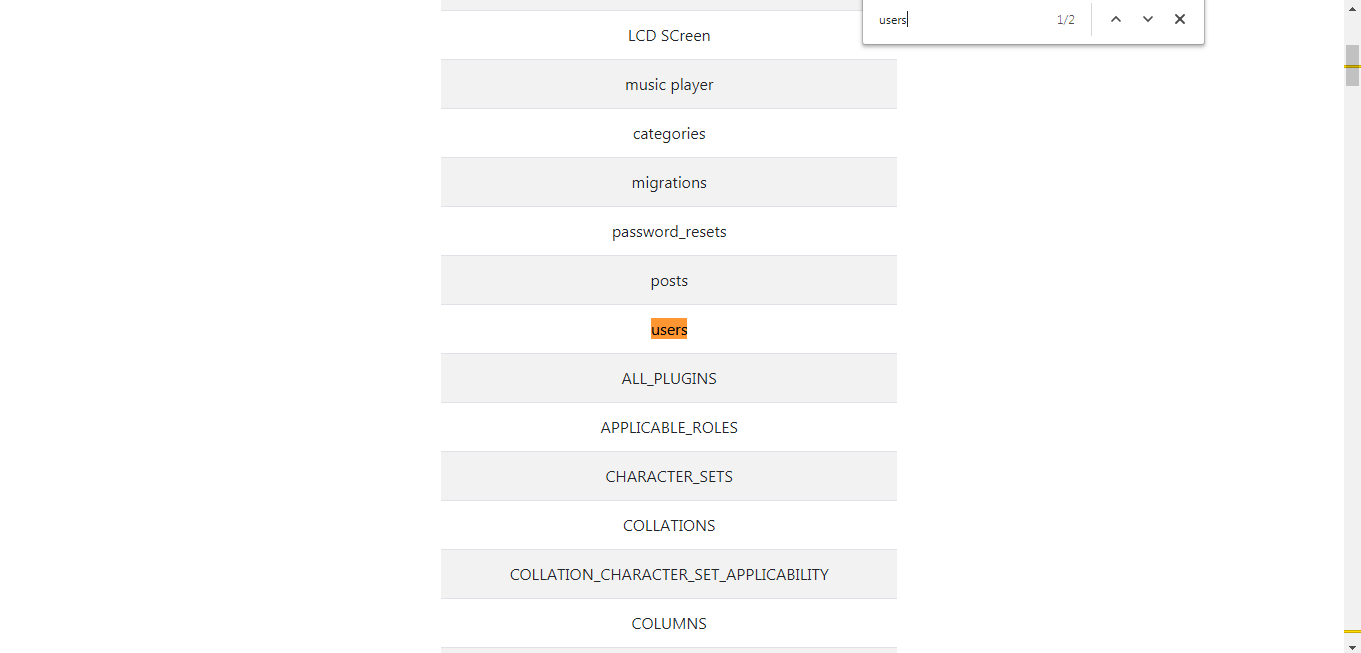 users 1/2
LCD SCreen
music player
categories
migrations
password_resets
posts
users
ALL_PLUGINS
APPLICABLE_ROLES
CHARACTER_SETS
COLLATIONS
COLLATION_CHARACTER_SET_APPLICABILITY
COLUMNS